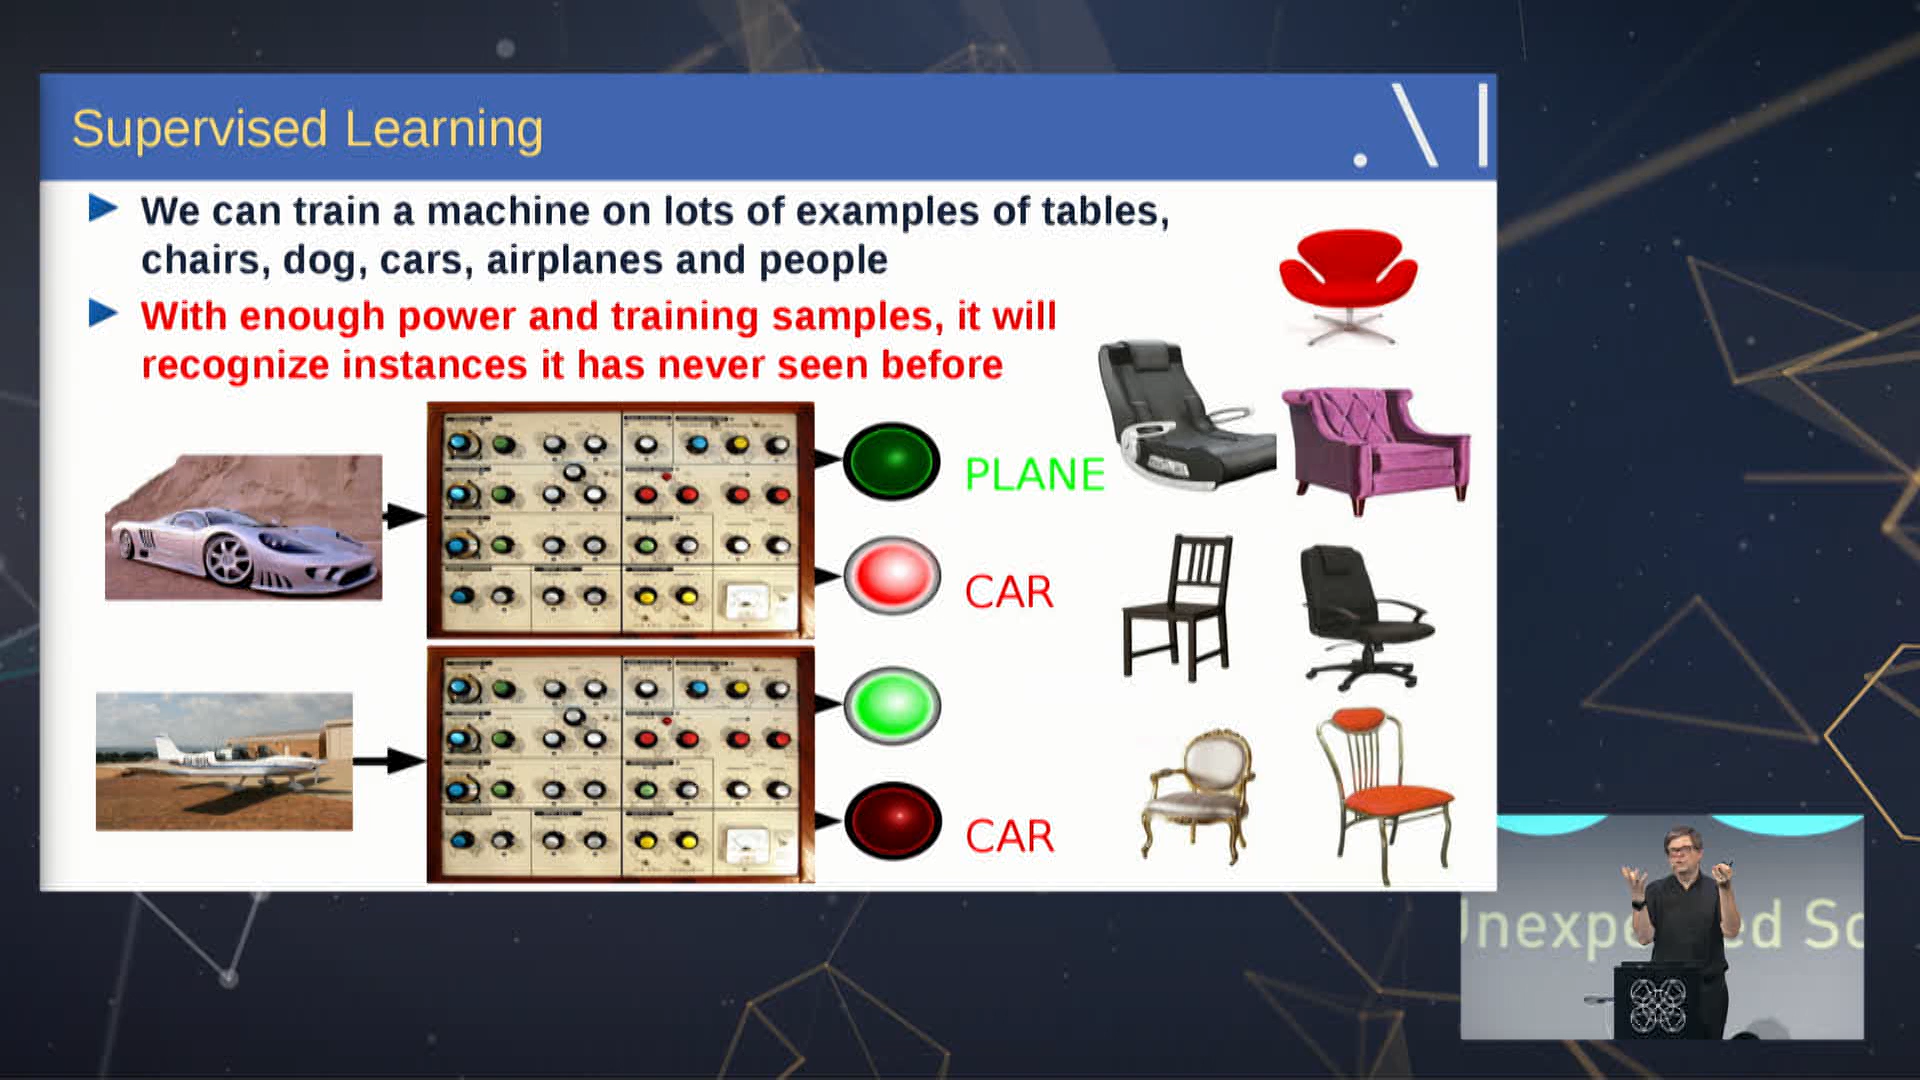 Supervised Learning
We can train a machine on lots of examples of tables,
chairs, dog, cars, airplanes and people
With enough power and training samples, it will
recognize instances it has never seen before
PLANE
CAR
CAR
Unexpected Sc